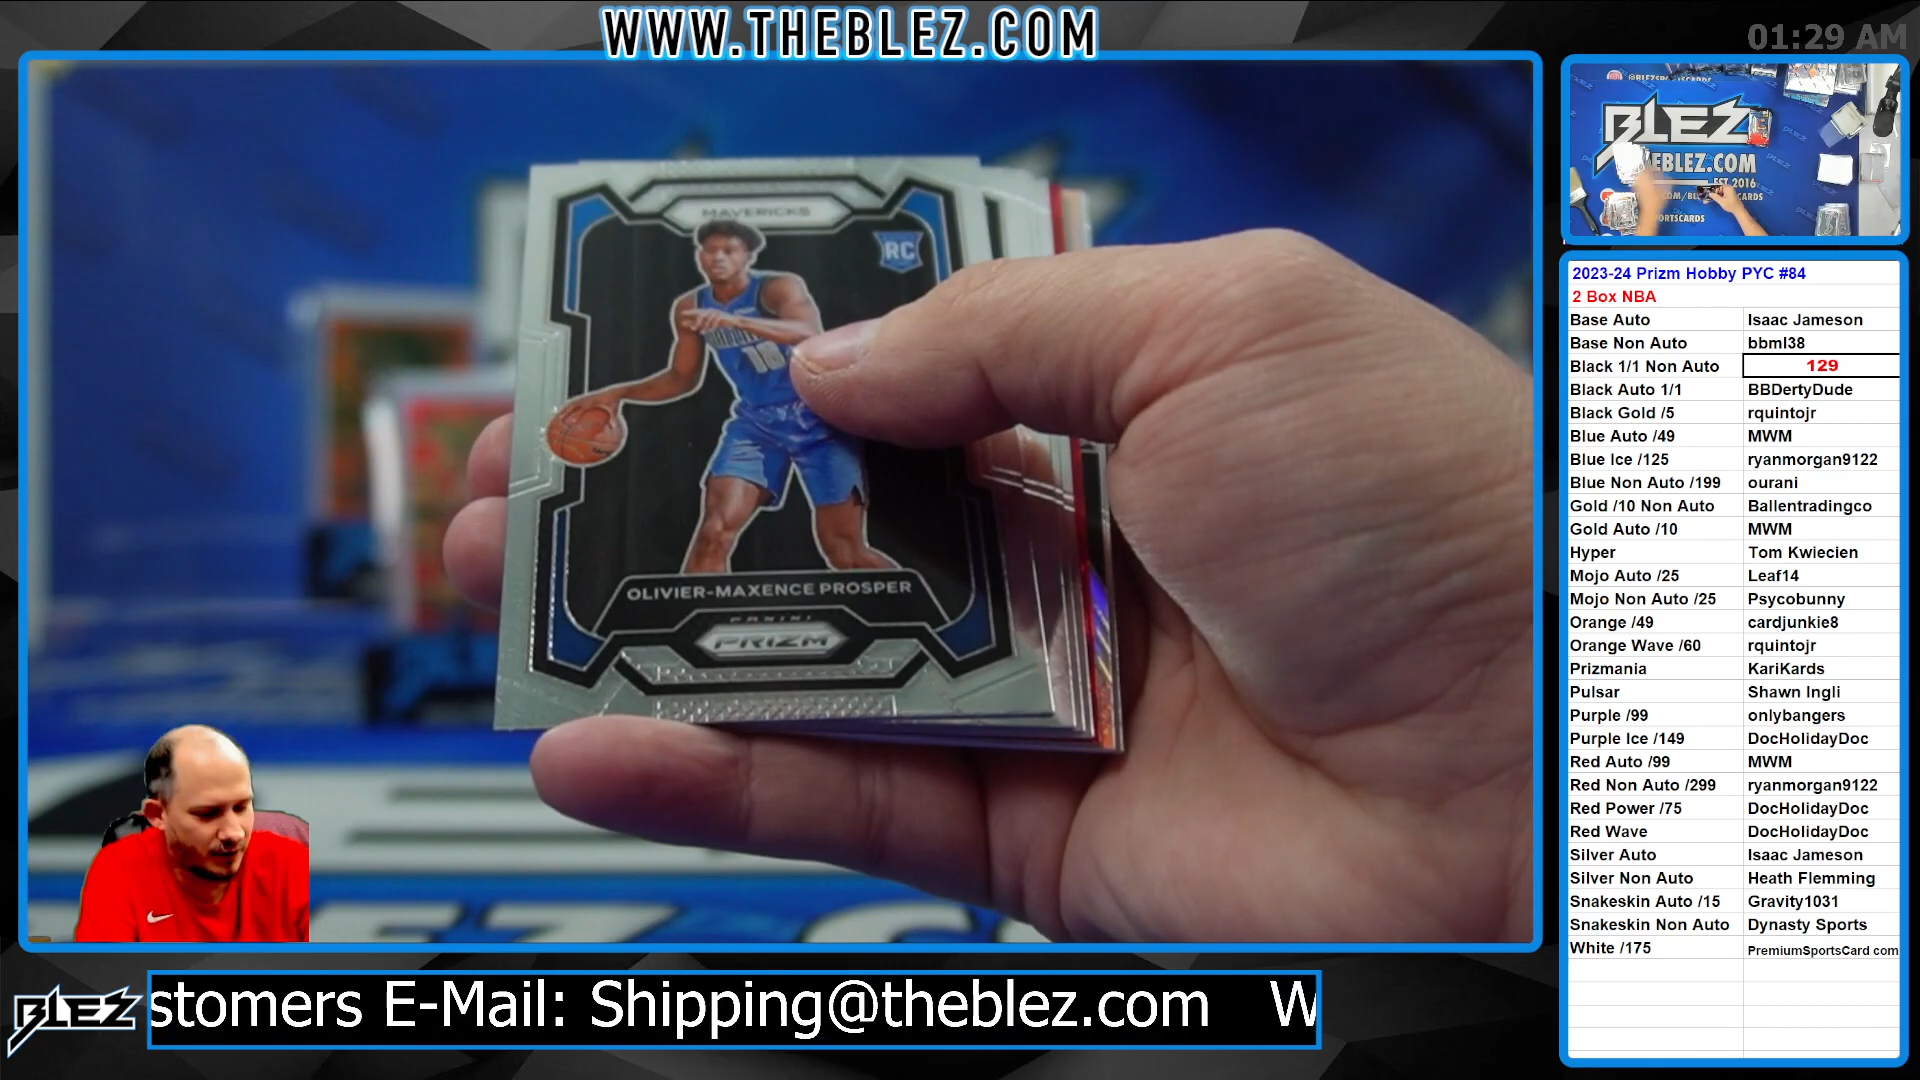 WWW.THEBLEZ.COM
01:29 AM
MAVERICKS
RC
18
OLIVIER-MAXENCE PROSPER
PANINI
PRIZM
BLEZ
THEBLEZ.COM
EST 2016
2023-24 Prizm Hobby PYC #84
2 Box NBA
Base Auto Isaac Jameson
Base Non Auto bbml38
Black 1/1 Non Auto 129
Black Auto 1/1 BBDertyDude
Black Gold /5 rquintojr
Blue Auto /49 MWM
Blue Ice /125 ryanmorgan9122
Blue Non Auto /199 ourani
Gold /10 Non Auto Ballentradingco
Gold Auto /10 MWM
Hyper Tom Kwiecien
Mojo Auto /25 Leaf14
Mojo Non Auto /25 Psycobunny
Orange /49 cardjunkie8
Orange Wave /60 rquintojr
Prizmania KariKards
Pulsar Shawn Ingli
Purple /99 onlybangers
Purple Ice /149 DocHolidayDoc
Red Auto /99 MWM
Red Non Auto /299 ryanmorgan9122
Red Power /75 DocHolidayDoc
Red Wave DocHolidayDoc
Silver Auto Isaac Jameson
Silver Non Auto Heath Flemming
Snakeskin Auto /15 Gravity1031
Snakeskin Non Auto Dynasty Sports
White /175 PremiumSportsCard com
BLEZ
stomers E-Mail: Shipping@theblez.com W